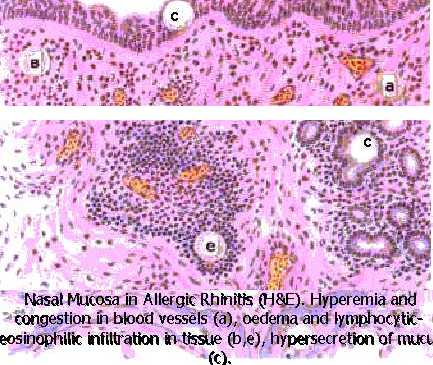 c
B
a
c
e
Nasal Mucosa in Allergic Rhinitis (H&E). Hyperemia and
congestion in blood vessels (a), oedema and lymphocytic-
eosinophilic infiltration in tissue (b,e), hypersecretion of mucu
(c).